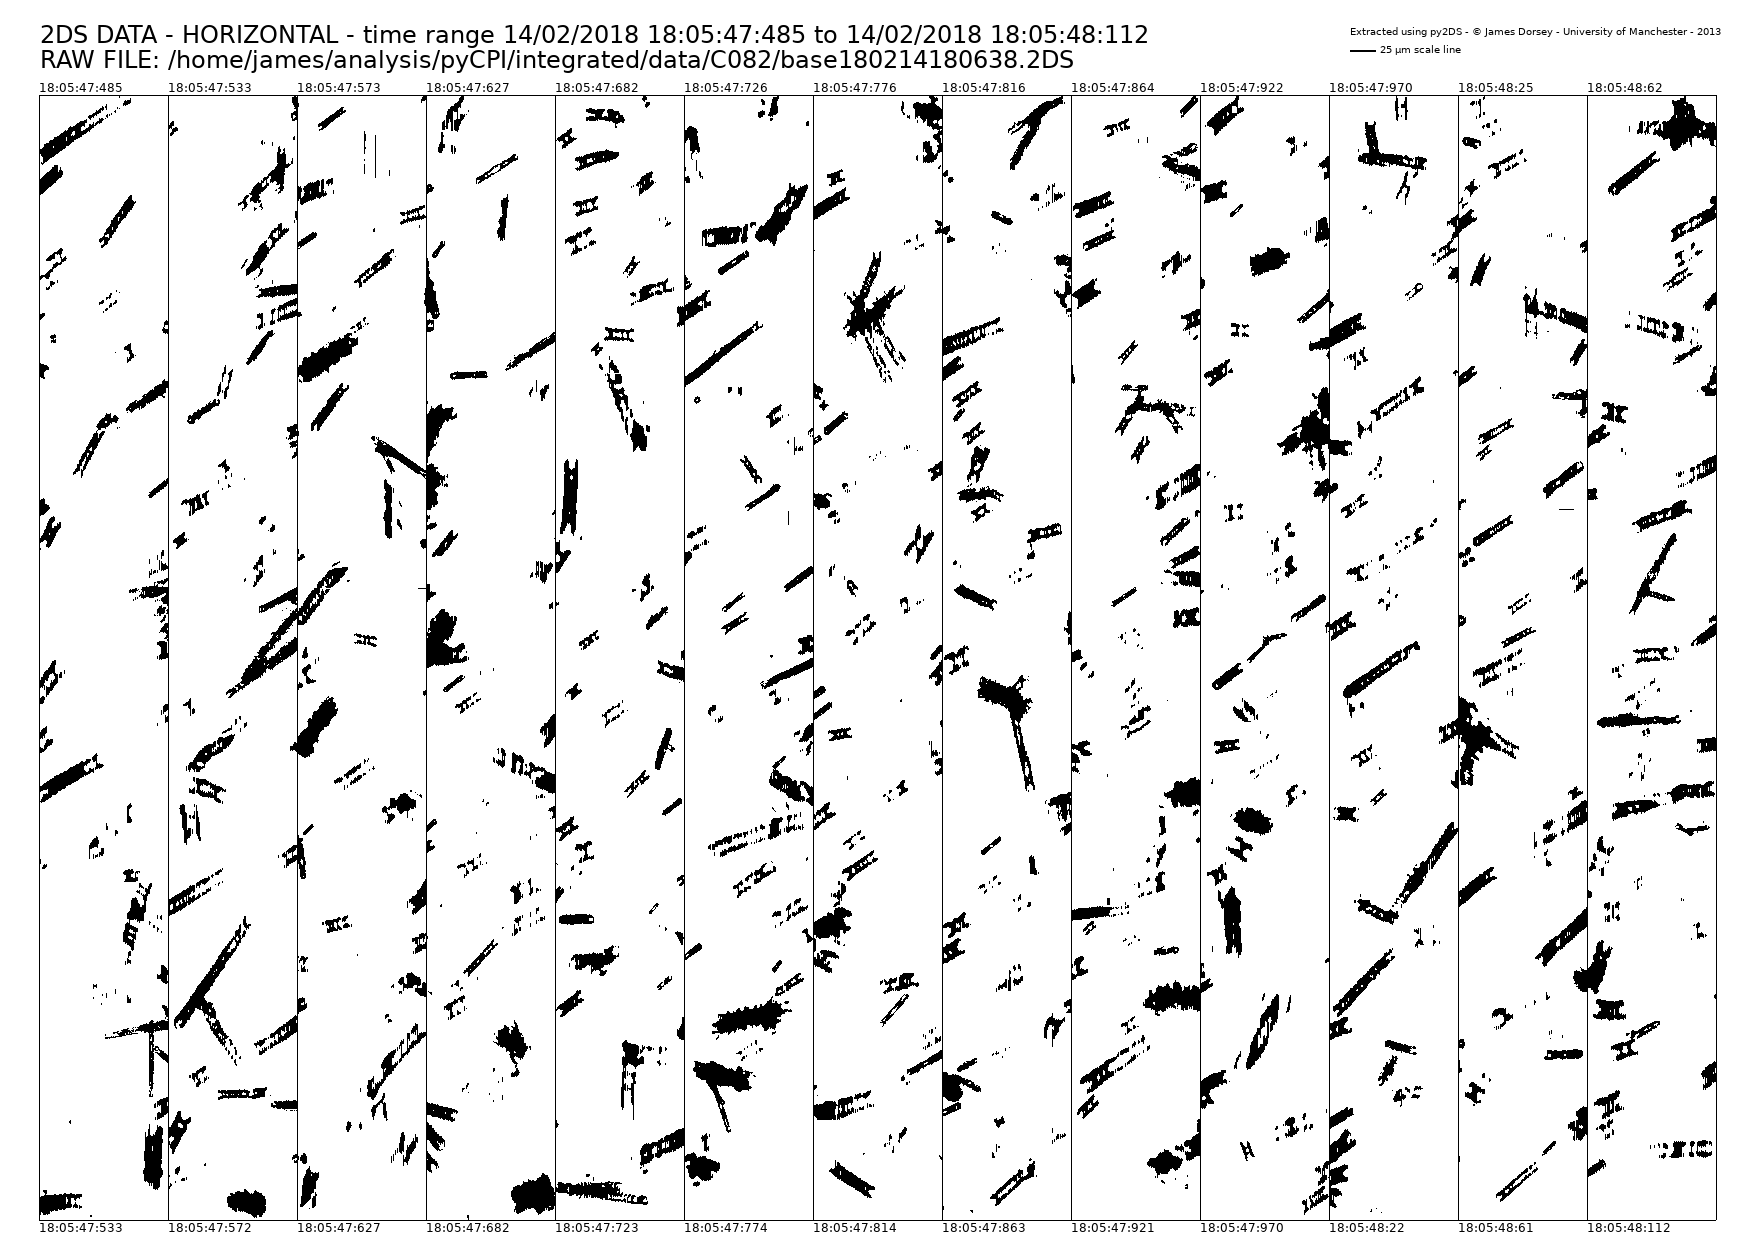 2DS DATA - HORIZONTAL - time range 14/02/2018 18:05:47:485 to 14/02/2018 18:05:48:112
RAW FILE: /home/james/analysis/pyCPI/integrated/data/C082/base180214180638.2DS
Extracted using py2DS - © James Dorsey - University of Manchester - 2013
25 µm scale line
18:05:47:485 18:05:47:533 18:05:47:573 18:05:47:627 18:05:47:682 18:05:47:726 18:05:47:776 18:05:47:816 18:05:47:864 18:05:47:922 18:05:47:970 18:05:48:25 18:05:48:62
18:05:47:533 18:05:47:572 18:05:47:627 18:05:47:682 18:05:47:723 18:05:47:774 18:05:47:814 18:05:47:863 18:05:47:921 18:05:47:970 18:05:48:22 18:05:48:61 18:05:48:112